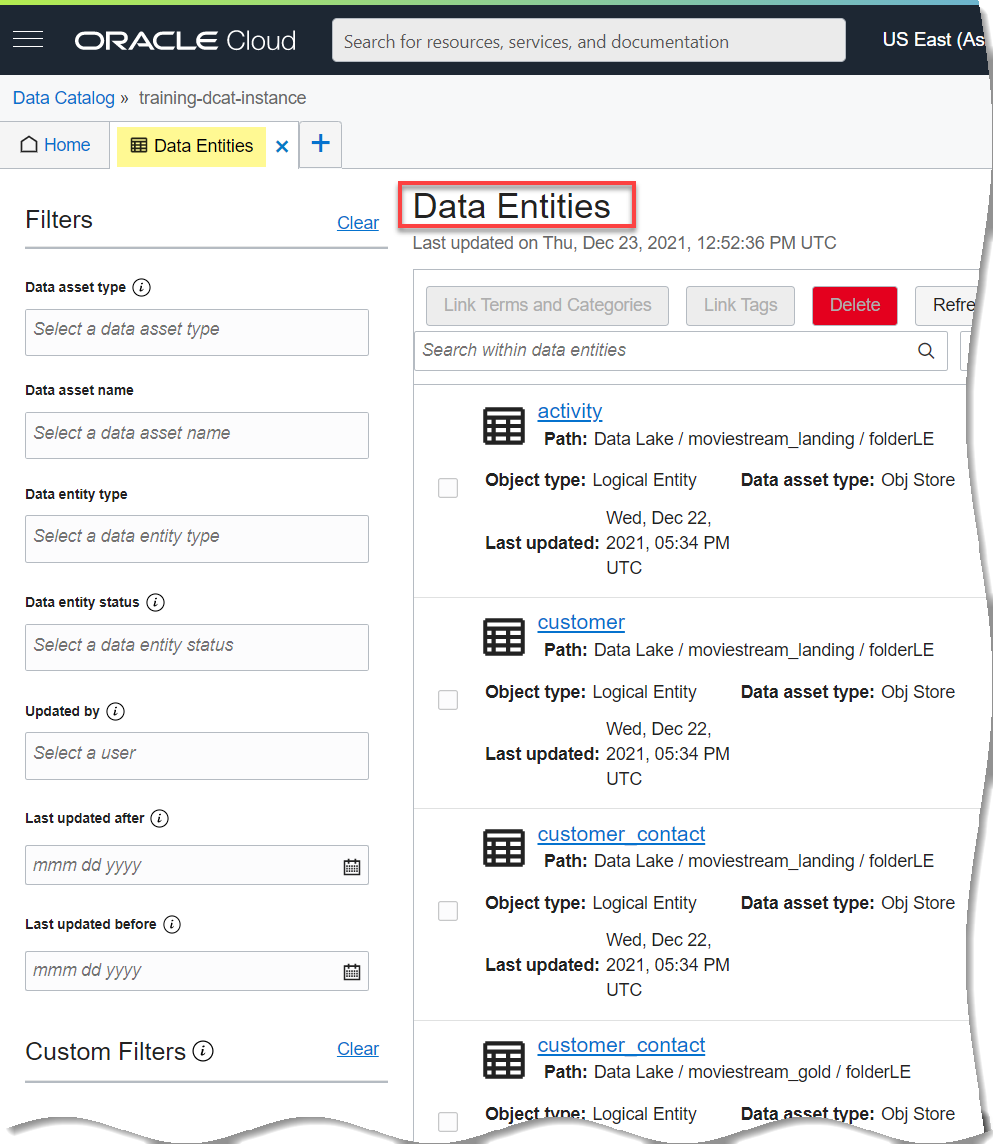 ORACLE Cloud
Search for resources, services, and documentation
US East (As
Data Catalog » training-dcat-instance
Home
Data Entities
×
+
Filters
Clear
Data asset type
Select a data asset type
Data asset name
Select a data asset name
Data entity type
Select a data entity type
Data entity status
Select a data entity status
Updated by
Select a user
Last updated after
mmm dd yyyy
Last updated before
mmm dd yyyy
Custom Filters
Clear
Data Entities
Last updated on Thu, Dec 23, 2021, 12:52:36 PM UTC
Link Terms and Categories
Link Tags
Delete
Refre
Search within data entities
activity
Path: Data Lake / moviestream_landing / folderLE
Object type: Logical Entity Data asset type: Obj Store
Wed, Dec 22,
Last updated: 2021, 05:34 PM
UTC
customer
Path: Data Lake / moviestream_landing / folderLE
Object type: Logical Entity Data asset type: Obj Store
Wed, Dec 22,
Last updated: 2021, 05:34 PM
UTC
customer_contact
Path: Data Lake / moviestream_landing / folderLE
Object type: Logical Entity Data asset type: Obj Store
Wed, Dec 22,
Last updated: 2021, 05:34 PM
UTC
customer_contact
Path: Data Lake / moviestream_gold / folderLE
Object type: Logical Entity Data asset type: Obj Store